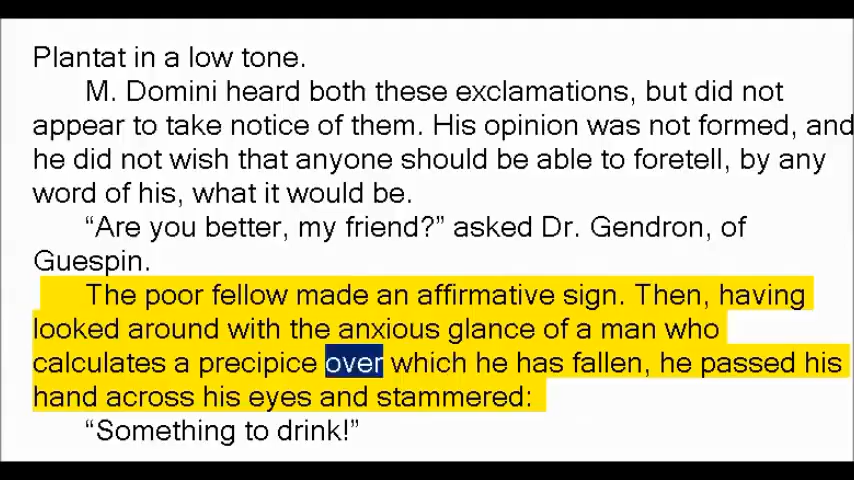 Plantat in a low tone.
M. Domini heard both these exclamations, but did not
appear to take notice of them. His opinion was not formed, and
he did not wish that anyone should be able to foretell, by any
word of his, what it would be.
“Are you better, my friend?” asked Dr. Gendron, of
Guespin.
The poor fellow made an affirmative sign. Then, having
looked around with the anxious glance of a man who
calculates a precipice over which he has fallen, he passed his
hand across his eyes and stammered:
“Something to drink!”